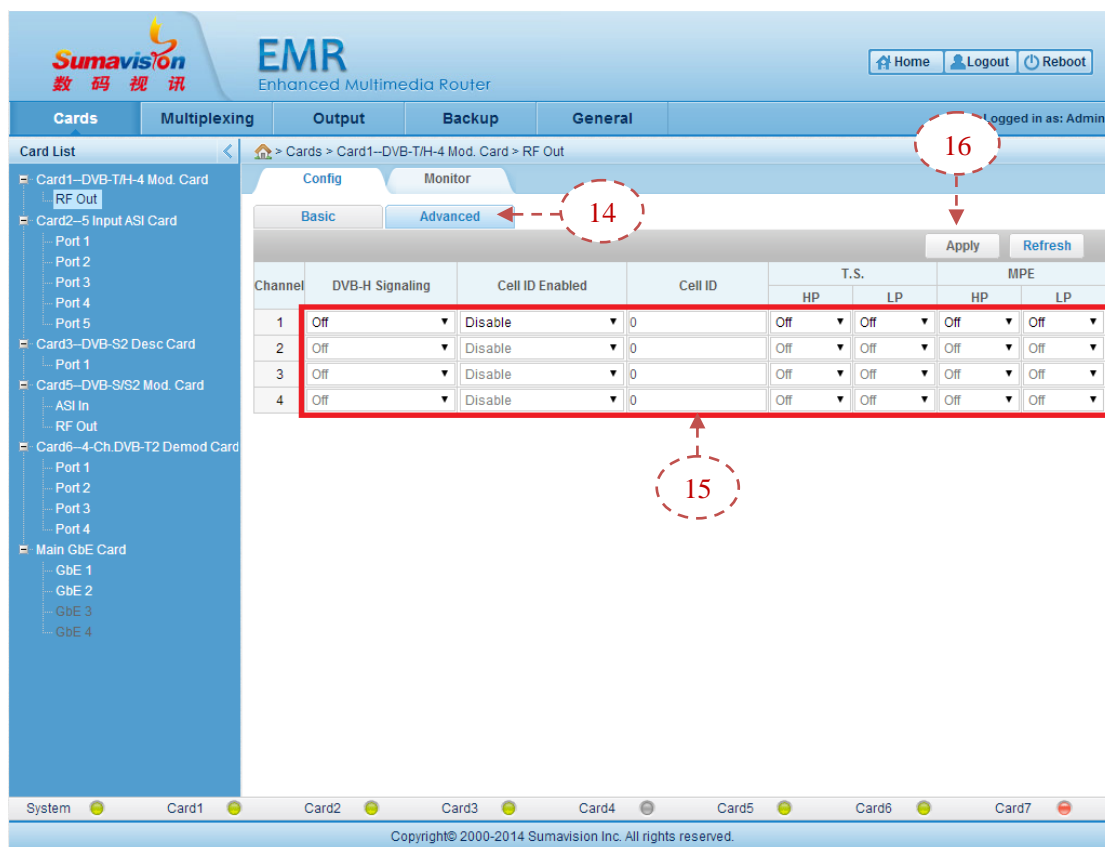 Sumavision
数 码 视 讯
EMR
Enhanced Multimedia Router
Home Logout Reboot
Cards Multiplexing Output Backup General Logged in as: Admin
Card List
> Cards > Card1--DVB-T/H-4 Mod. Card > RF Out
Config Monitor
Basic Advanced
14
16
Apply Refresh
Card1--DVB-T/H-4 Mod. Card
RF Out
Card2--5 Input ASI Card
Port 1
Port 2
Port 3
Port 4
Port 5
Card3--DVB-S2 Desc Card
Port 1
Card5--DVB-S/S2 Mod. Card
ASI In
RF Out
Card6--4-Ch.DVB-T2 Demod Card
Port 1
Port 2
Port 3
Port 4
Main GbE Card
GbE 1
GbE 2
GbE 3
GbE 4
Channel DVB-H Signaling Cell ID Enabled Cell ID T.S. MPE
HP LP HP LP
1 Off Disable 0 Off Off Off Off
2 Off Disable 0 Off Off Off Off
3 Off Disable 0 Off Off Off Off
4 Off Disable 0 Off Off Off Off
15
System Card1 Card2 Card3 Card4 Card5 Card6 Card7
Copyright© 2000-2014 Sumavision Inc. All rights reserved.